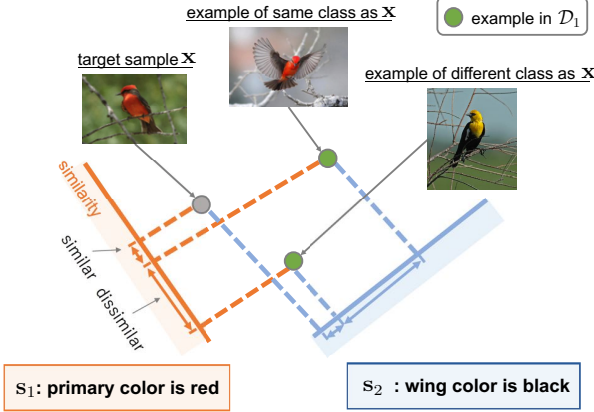 example of same class as x
example in 𝒟₁
target sample x
example of different class as x
similarity
similar
dissimilar
s₁: primary color is red
s₂ : wing color is black